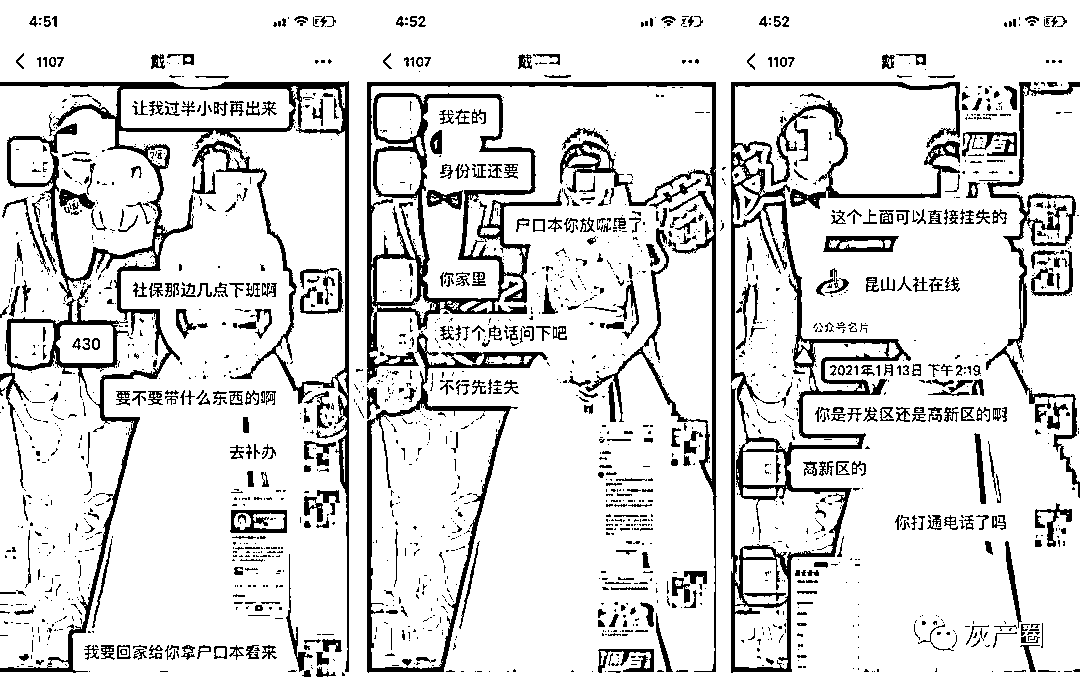 4:51
1107
戴
让我过半小时再出来
社保那边几点下班啊
430
要不要带什么东西的啊
去补办
我要回家给你拿户口本看来
4:52
1107
戴
我在的
身份证还要
户口本你放哪里了
你家里
我打个电话问下吧
不行先挂失
4:52
1107
戴
这个上面可以直接挂失的
昆山人社在线
公众号名片
2021年1月13日 下午2:19
你是开发区还是高新区的啊
高新区的
你打通电话了吗
灰产圈